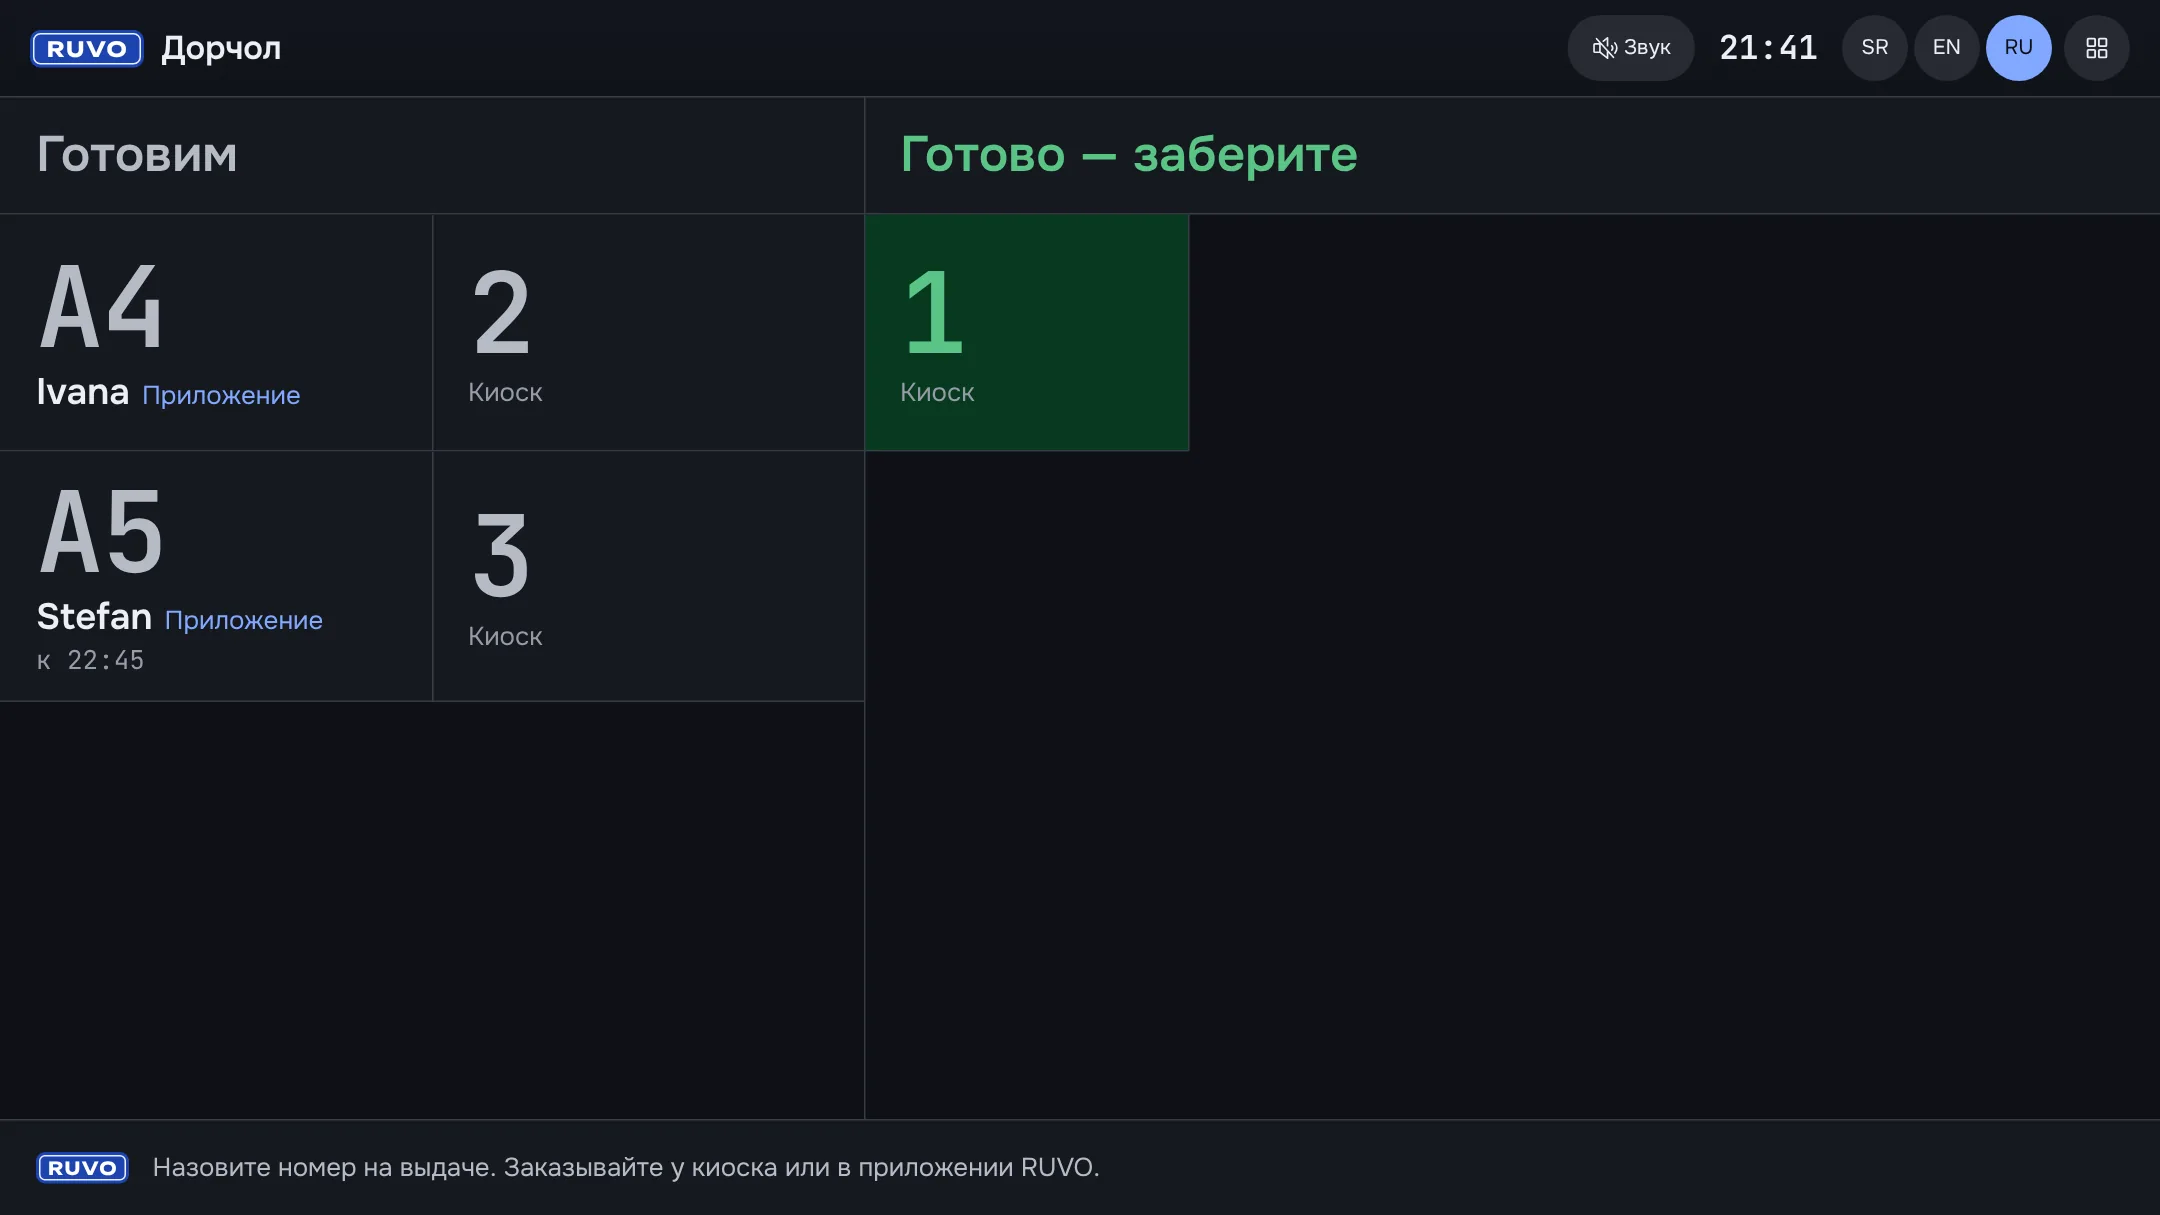 RUVO Дорчол
Звук 21:41 SR EN RU
Готовим
Готово — заберите
A4
Ivana Приложение
2
Киоск
1
Киоск
A5
Stefan Приложение
к 22:45
3
Киоск
RUVO Назовите номер на выдаче. Заказывайте у киоска или в приложении RUVO.